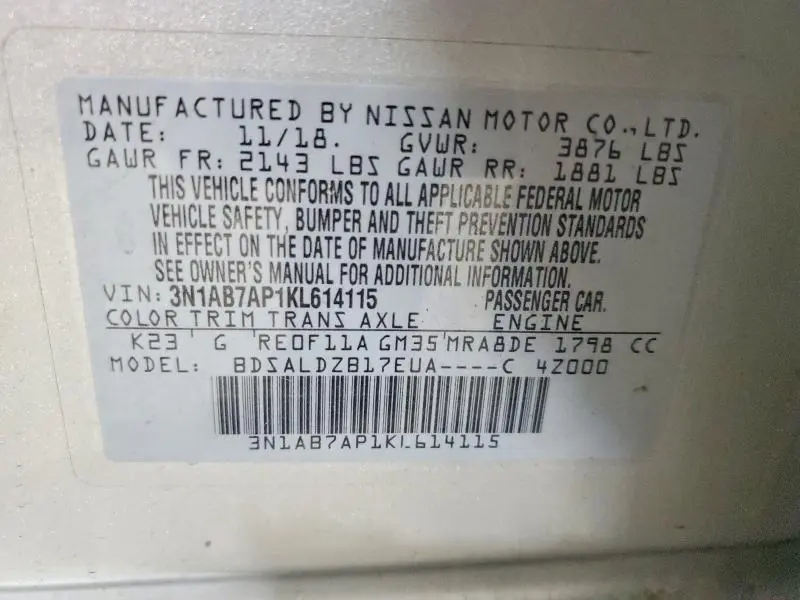 MANUFACTURED BY NISSAN MOTOR CO.,LTD.
DATE: 11/18. GVWR: 3876 LBS
GAWR FR: 2143 LBS GAWR RR: 1881 LBS
THIS VEHICLE CONFORMS TO ALL APPLICABLE FEDERAL MOTOR
VEHICLE SAFETY, BUMPER AND THEFT PREVENTION STANDARDS
IN EFFECT ON THE DATE OF MANUFACTURE SHOWN ABOVE.
SEE OWNER'S MANUAL FOR ADDITIONAL INFORMATION.
VIN: 3N1AB7AP1KL614115 PASSENGER CAR.
COLOR TRIM TRANS AXLE ENGINE
K23 G RE0F11A GM35 MRA8DE 1798 CC
MODEL: BDSALDZB17EUA----C 4Z000
3N1AB7AP1KL614115